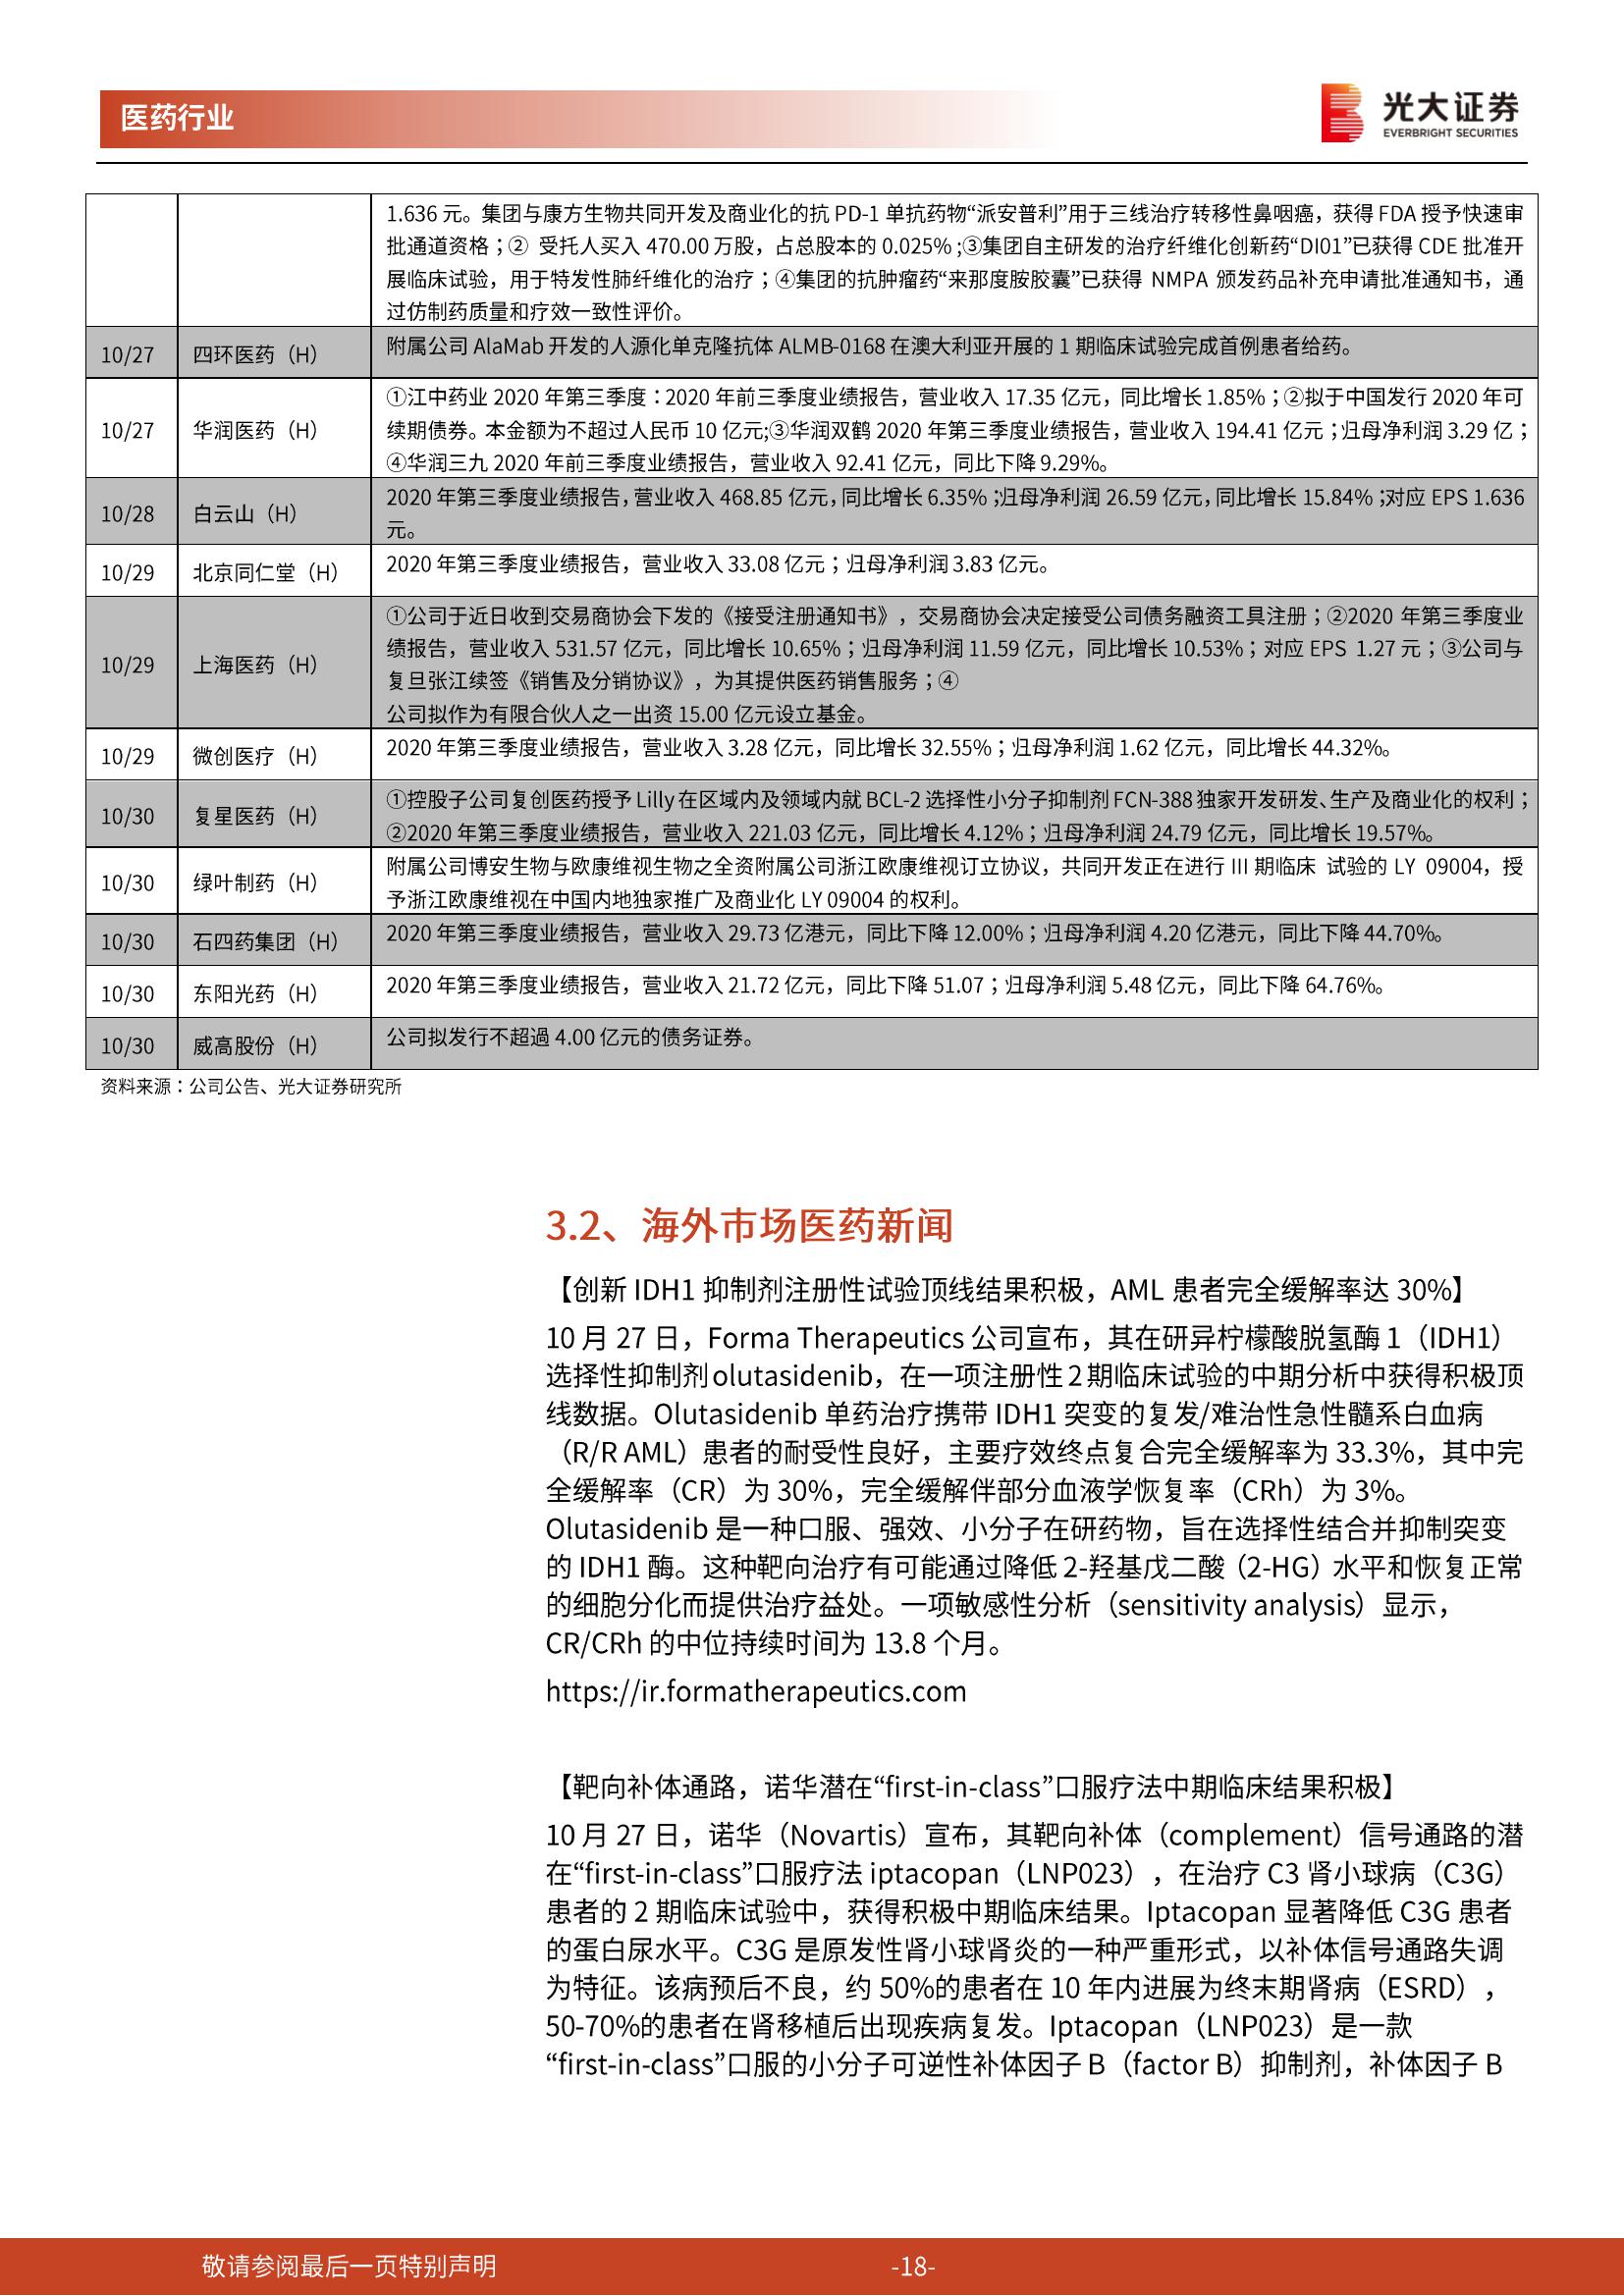 医药行业
光大证券
EVERBRIGHT SECURITIES
1.636 元。集团与康方生物共同开发及商业化的抗 PD-1 单抗药物“派安普利”用于三线治疗转移性鼻咽癌，获得 FDA 授予快速审
批通道资格；② 受托人买入 470.00 万股，占总股本的 0.025%；③集团自主研发的治疗纤维化创新药“DI01”已获得 CDE 批准开
展临床试验，用于特发性肺纤维化的治疗；④集团的抗肿瘤药“来那度胺胶囊”已获得 NMPA 颁发药品补充申请批准通知书，通
过仿制药质量和疗效一致性评价。
10/27 四环医药（H） 附属公司 AlaMab 开发的人源化单克隆抗体 ALMB-0168 在澳大利亚开展的 1 期临床试验完成首例患者给药。
①江中药业 2020 年第三季度：2020 年前三季度业绩报告，营业收入 17.35 亿元，同比增长 1.85%；②拟于中国发行 2020 年可
10/27 华润医药（H） 续期债券。本金额为不超过人民币 10 亿元;③华润双鹤 2020 年第三季度业绩报告，营业收入 194.41 亿元；归母净利润 3.29 亿；
④华润三九 2020 年前三季度业绩报告，营业收入 92.41 亿元，同比下降 9.29%。
10/28 白云山（H） 2020 年第三季度业绩报告，营业收入 468.85 亿元，同比增长 6.35%；归母净利润 26.59 亿元，同比增长 15.84%；对应 EPS 1.636
元。
10/29 北京同仁堂（H） 2020 年第三季度业绩报告，营业收入 33.08 亿元；归母净利润 3.83 亿元。
①公司于近日收到交易商协会下发的《接受注册通知书》，交易商协会决定接受公司债务融资工具注册；②2020 年第三季度业
10/29 上海医药（H） 绩报告，营业收入 531.57 亿元，同比增长 10.65%；归母净利润 11.59 亿元，同比增长 10.53%；对应 EPS 1.27 元；③公司与
复旦张江续签《销售及分销协议》，为其提供医药销售服务；④
公司拟作为有限合伙人之一出资 15.00 亿元设立基金。
10/29 微创医疗（H） 2020 年第三季度业绩报告，营业收入 3.28 亿元，同比增长 32.55%；归母净利润 1.62 亿元，同比增长 44.32%。
10/30 复星医药（H） ①控股子公司复创医药授予 Lilly 在区域内及领域内就 BCL-2 选择性小分子抑制剂 FCN-388 独家开发研发、生产及商业化的权利；
②2020 年第三季度业绩报告，营业收入 221.03 亿元，同比增长 4.12%；归母净利润 24.79 亿元，同比增长 19.57%。
10/30 绿叶制药（H） 附属公司博安生物与欧康维视生物之全资附属公司浙江欧康维视订立协议，共同开发正在进行 III 期临床 试验的 LY 09004，授
予浙江欧康维视在中国内地独家推广及商业化 LY 09004 的权利。
10/30 石四药集团（H） 2020 年第三季度业绩报告，营业收入 29.73 亿港元，同比下降 12.00%；归母净利润 4.20 亿港元，同比下降 44.70%。
10/30 东阳光药（H） 2020 年第三季度业绩报告，营业收入 21.72 亿元，同比下降 51.07；归母净利润 5.48 亿元，同比下降 64.76%。
10/30 威高股份（H） 公司拟发行不超過 4.00 亿元的债务证券。
资料来源：公司公告、光大证券研究所
3.2、海外市场医药新闻
【创新 IDH1 抑制剂注册性试验顶线结果积极，AML 患者完全缓解率达 30%】
10 月 27 日，Forma Therapeutics 公司宣布，其在研异柠檬酸脱氢酶 1（IDH1）
选择性抑制剂 olutasidenib，在一项注册性 2 期临床试验的中期分析中获得积极顶
线数据。Olutasidenib 单药治疗携带 IDH1 突变的复发/难治性急性髓系白血病
（R/R AML）患者的耐受性良好，主要疗效终点复合完全缓解率为 33.3%，其中完
全缓解率（CR）为 30%，完全缓解伴部分血液学恢复率（CRh）为 3%。
Olutasidenib 是一种口服、强效、小分子在研药物，旨在选择性结合并抑制突变
的 IDH1 酶。这种靶向治疗有可能通过降低 2-羟基戊二酸（2-HG）水平和恢复正常
的细胞分化而提供治疗益处。一项敏感性分析（sensitivity analysis）显示，
CR/CRh 的中位持续时间为 13.8 个月。
https://ir.formatherapeutics.com
【靶向补体通路，诺华潜在“first-in-class”口服疗法中期临床结果积极】
10 月 27 日，诺华（Novartis）宣布，其靶向补体（complement）信号通路的潜
在“first-in-class”口服疗法 iptacopan（LNP023），在治疗 C3 肾小球病（C3G）
患者的 2 期临床试验中，获得积极中期临床结果。Iptacopan 显著降低 C3G 患者
的蛋白尿水平。C3G 是原发性肾小球肾炎的一种严重形式，以补体信号通路失调
为特征。该病预后不良，约 50%的患者在 10 年内进展为终末期肾病（ESRD），
50-70%的患者在肾移植后出现疾病复发。Iptacopan（LNP023）是一款
“first-in-class”口服的小分子可逆性补体因子 B（factor B）抑制剂，补体因子 B
敬请参阅最后一页特别声明 -18-